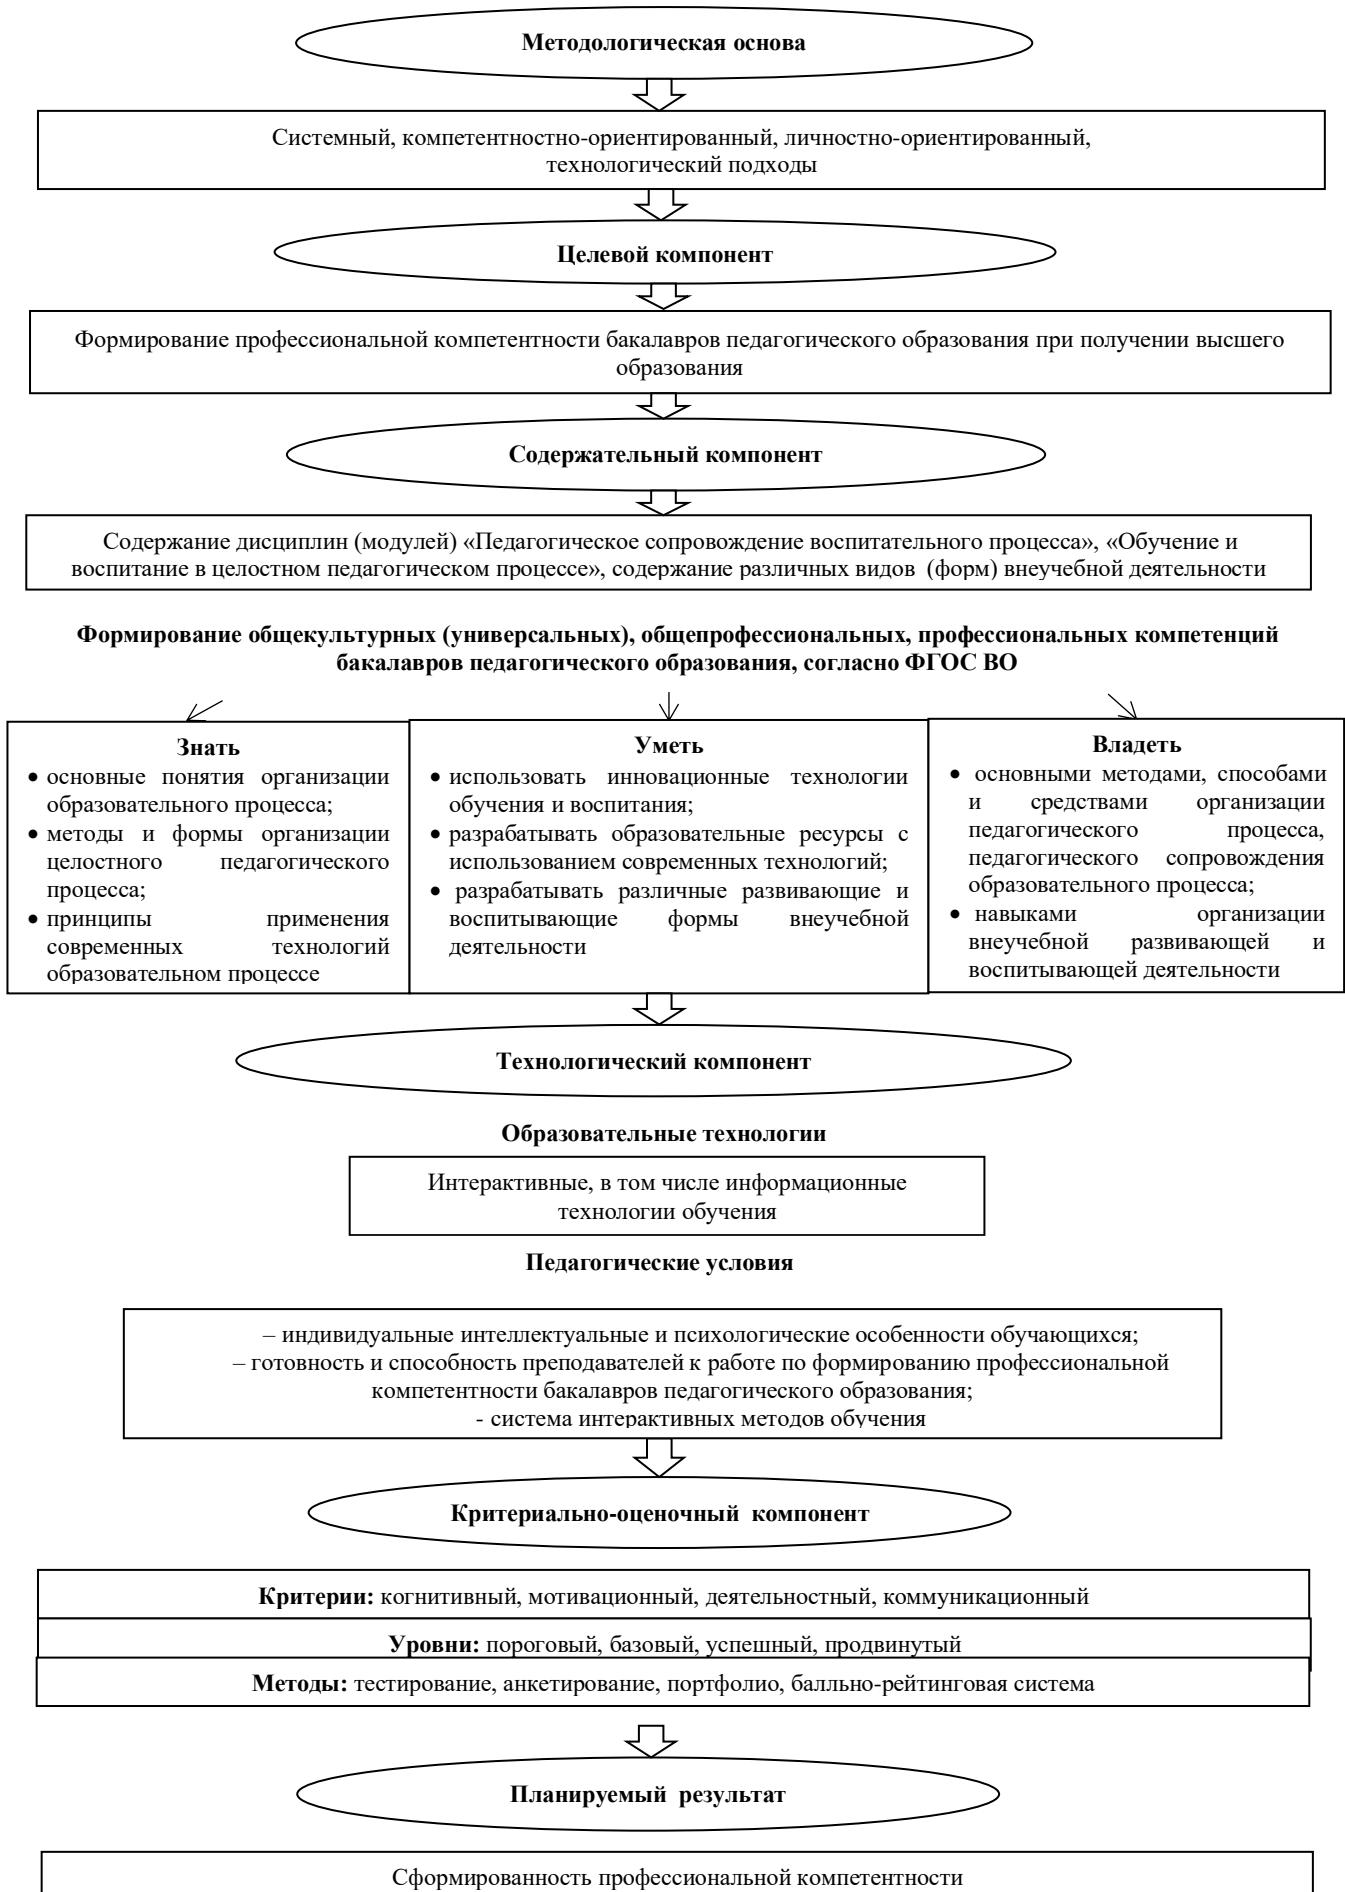 Методологическая основа
Системный, компетентностно-ориентированный, личностно-ориентированный,
технологический подходы
Целевой компонент
Формирование профессиональной компетентности бакалавров педагогического образования при получении высшего
образования
Содержательный компонент
Содержание дисциплин (модулей) «Педагогическое сопровождение воспитательного процесса», «Обучение и
воспитание в целостном педагогическом процессе», содержание различных видов (форм) внеучебной деятельности
Формирование общекультурных (универсальных), общепрофессиональных, профессиональных компетенций
бакалавров педагогического образования, согласно ФГОС ВО
Знать
• основные понятия организации
образовательного процесса;
• методы и формы организации
целостного педагогического
процесса;
• принципы применения
современных технологий
образовательном процессе
Уметь
• использовать инновационные технологии
обучения и воспитания;
• разрабатывать образовательные ресурсы с
использованием современных технологий;
• разрабатывать различные развивающие и
воспитывающие формы внеучебной
деятельности
Владеть
• основными методами, способами
и средствами организации
педагогического процесса,
педагогического сопровождения
образовательного процесса;
• навыками организации
внеучебной развивающей и
воспитывающей деятельности
Технологический компонент
Образовательные технологии
Интерактивные, в том числе информационные
технологии обучения
Педагогические условия
– индивидуальные интеллектуальные и психологические особенности обучающихся;
– готовность и способность преподавателей к работе по формированию профессиональной
компетентности бакалавров педагогического образования;
- система интерактивных методов обучения
Критериально-оценочный компонент
Критерии: когнитивный, мотивационный, деятельностный, коммуникационный
Уровни: пороговый, базовый, успешный, продвинутый
Методы: тестирование, анкетирование, портфолио, балльно-рейтинговая система
Планируемый результат
Сформированность профессиональной компетентности